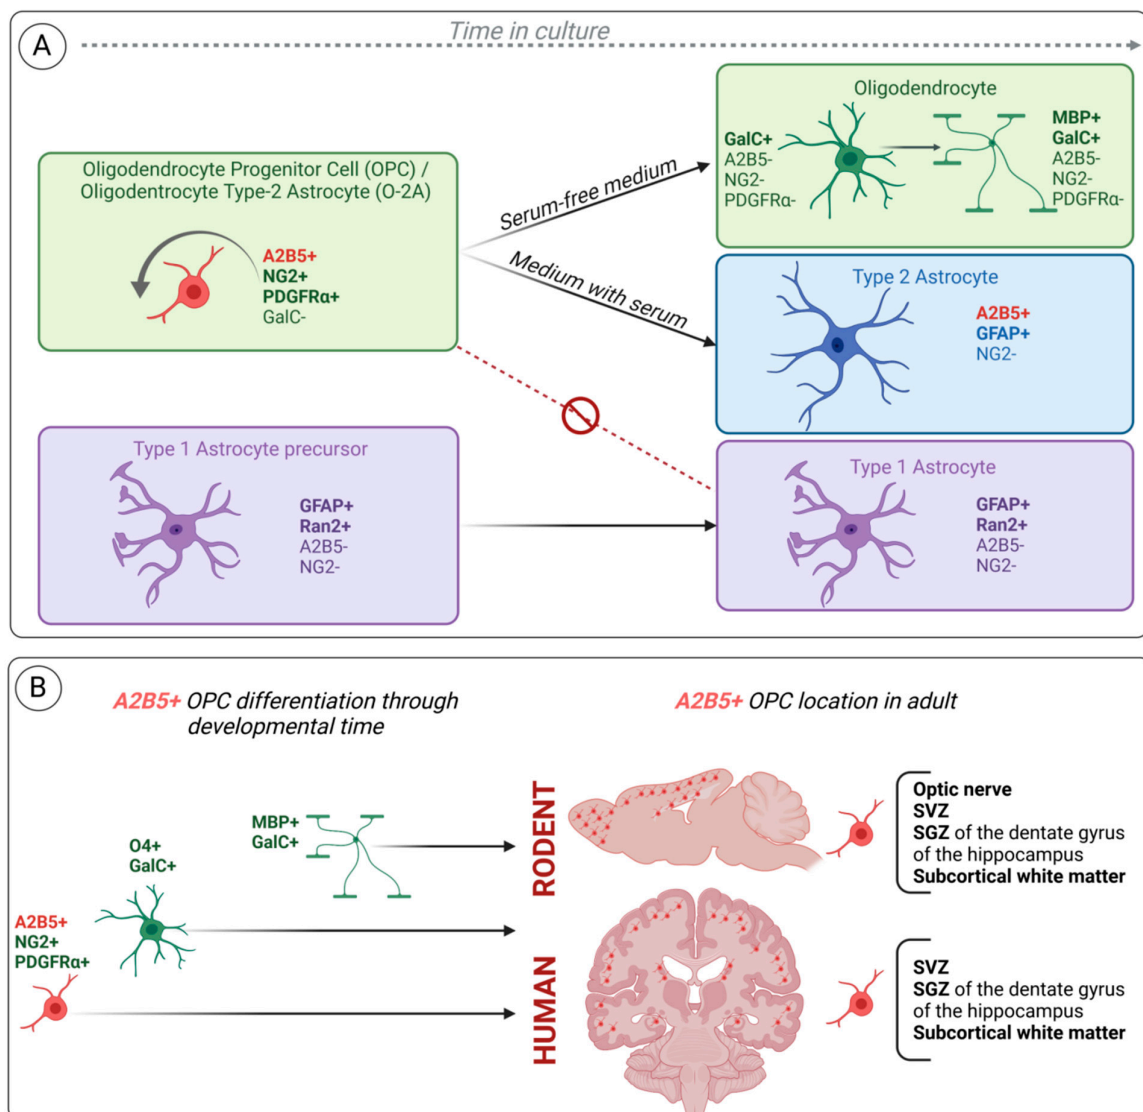 A
Time in culture
Oligodendrocyte Progenitor Cell (OPC) /
Oligodentrocyte Type-2 Astrocyte (O-2A)
A2B5+
NG2+
PDGFRα+
GalC-
Serum-free medium
Medium with serum
Oligodendrocyte
GalC+
A2B5-
NG2-
PDGFRα-
MBP+
GalC+
A2B5-
NG2-
PDGFRα-
Type 2 Astrocyte
A2B5+
GFAP+
NG2-
Type 1 Astrocyte precursor
GFAP+
Ran2+
A2B5-
NG2-
Type 1 Astrocyte
GFAP+
Ran2+
A2B5-
NG2-
B
A2B5+ OPC differentiation through
developmental time
A2B5+
NG2+
PDGFRα+
O4+
GalC+
MBP+
GalC+
A2B5+ OPC location in adult
RODENT
Optic nerve
SVZ
SGZ of the dentate gyrus
of the hippocampus
Subcortical white matter
HUMAN
SVZ
SGZ of the dentate gyrus
of the hippocampus
Subcortical white matter